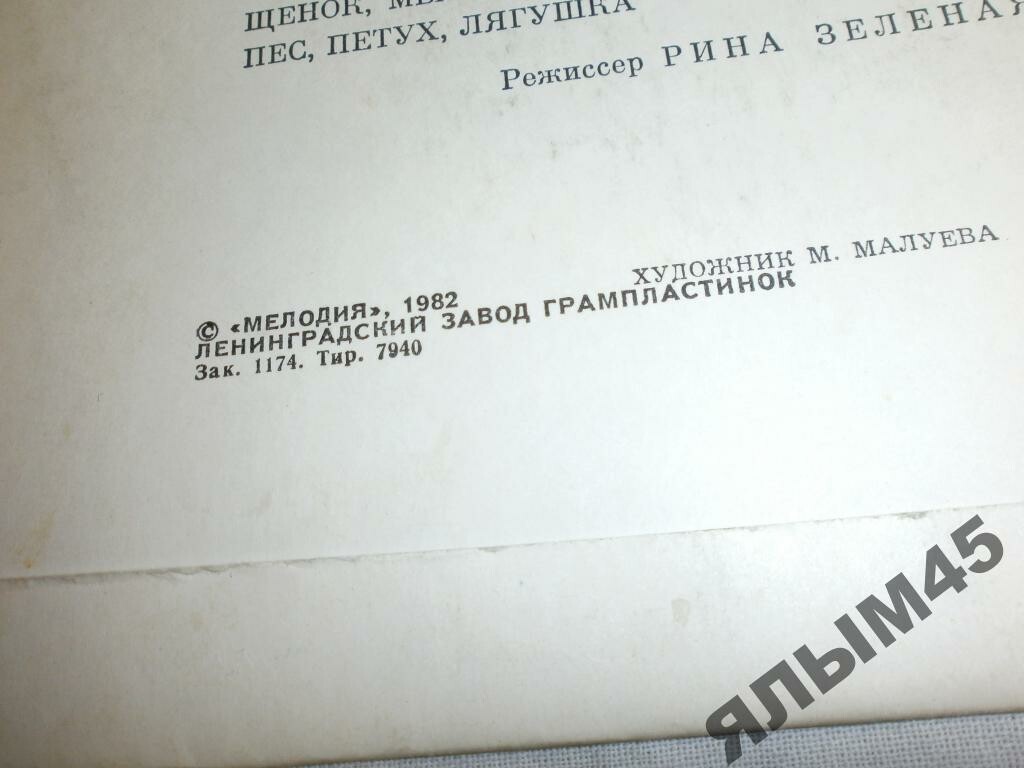 ЩЕНОК,
ПЕС, ПЕТУХ, ЛЯГУШКА
Режиссер РИНА ЗЕЛЕНАЯ
ХУДОЖНИК М. МАЛУЕВА
© «МЕЛОДИЯ», 1982
ЛЕНИНГРАДСКИЙ ЗАВОД ГРАМПЛАСТИНОК
Зак. 1174. Тир. 7940
ЯЛЫМ45